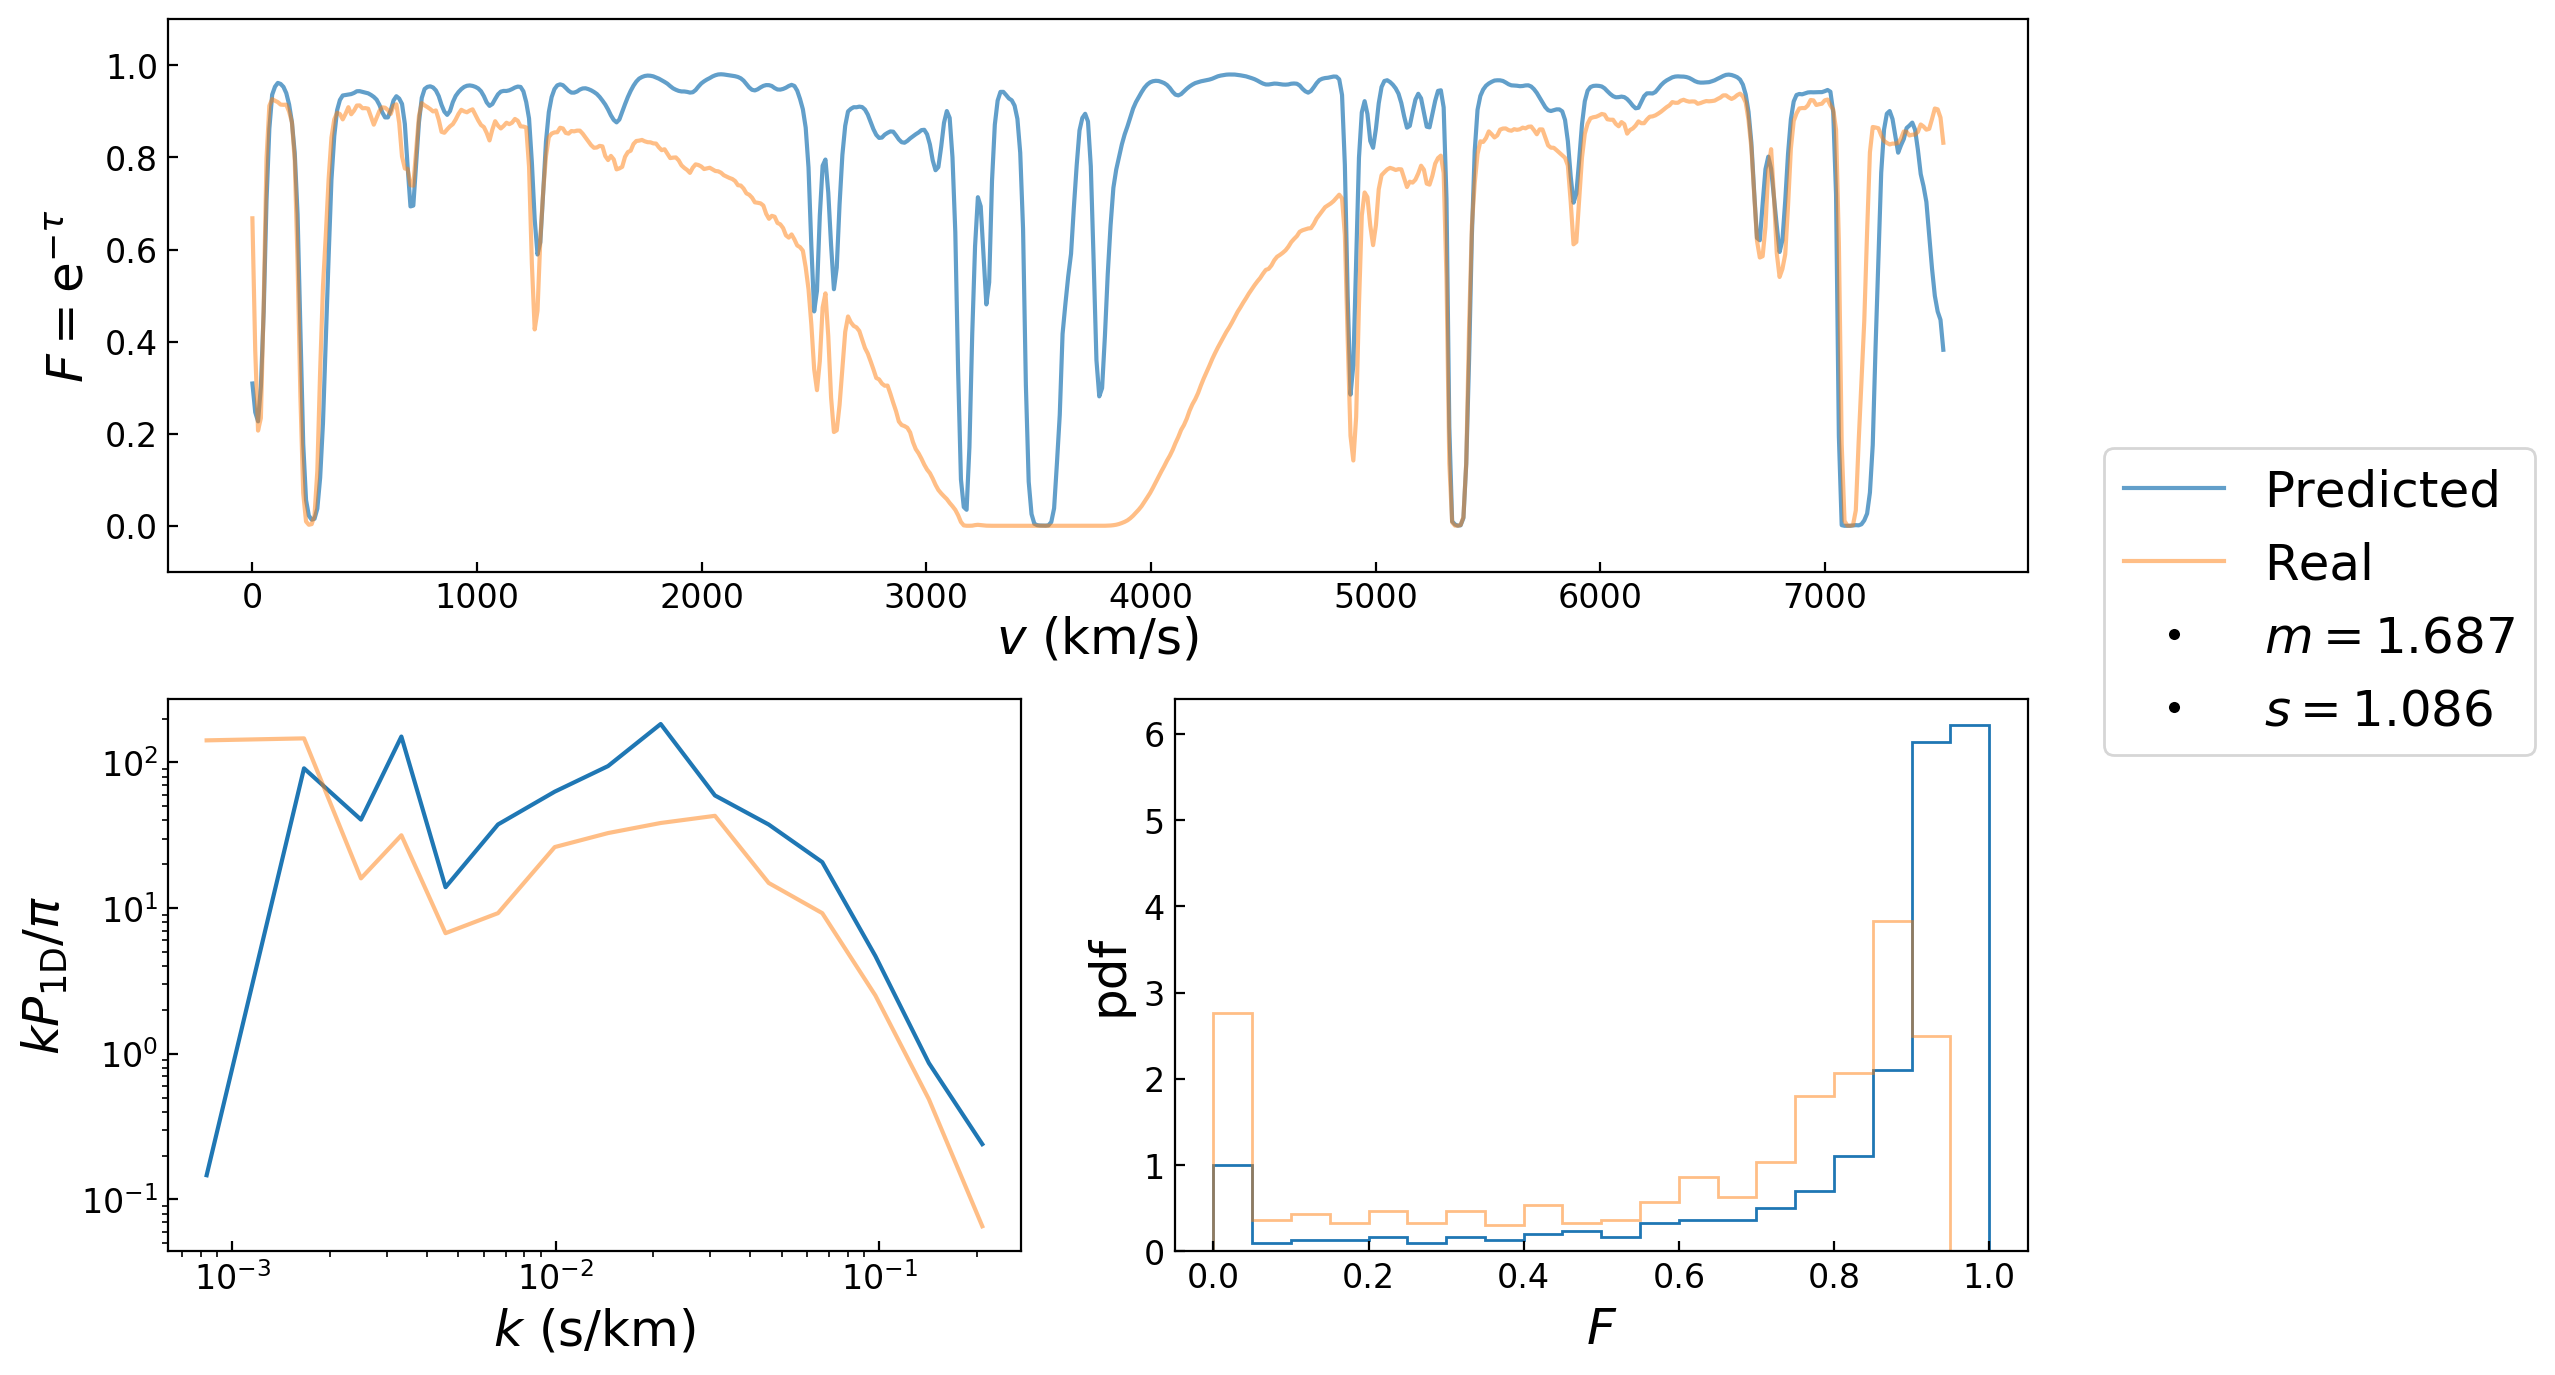 F = e^{−τ}
1.0
0.8
0.6
0.4
0.2
0.0
0 1000 2000 3000 4000 5000 6000 7000
v (km/s)
Predicted
Real
m = 1.687
s = 1.086
kP_{1D}/π
10^{2}
10^{1}
10^{0}
10^{−1}
10^{−3} 10^{−2} 10^{−1}
k (s/km)
pdf
6
5
4
3
2
1
0
0.0 0.2 0.4 0.6 0.8 1.0
F